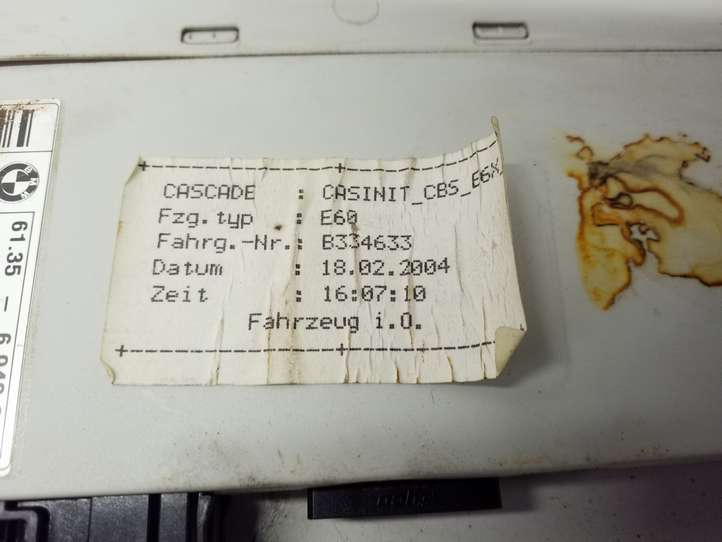 CASCADE : CASINIT_CBS_E6X
Fzg.typ : E60
Fahrg.-Nr.: B334633
Datum : 18.02.2004
Zeit : 16:07:10
Fahrzeug i.O.
61.35 –